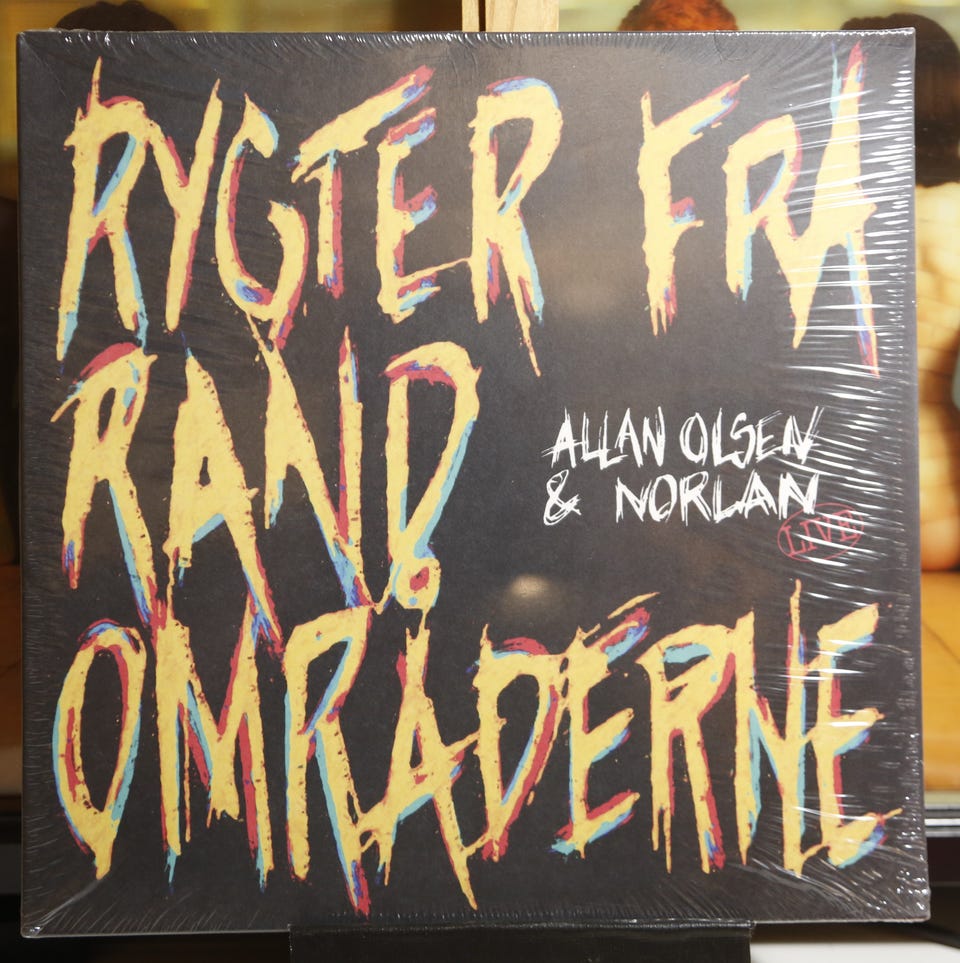 RYGTER FRA
RAND
OMRÅDERNE
ALLAN OLSEN
& NORLAN
LIVE